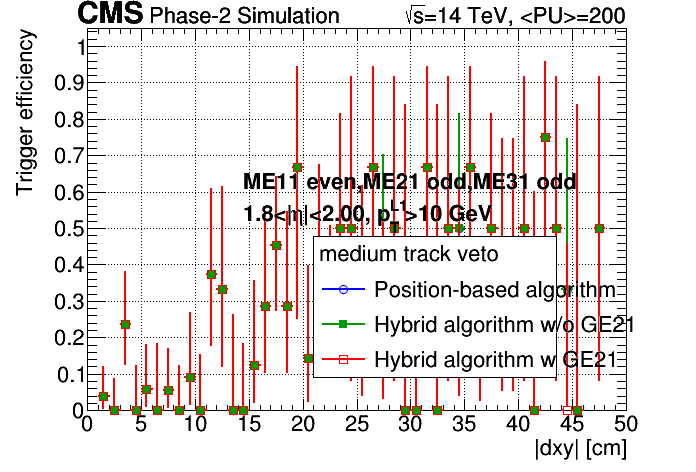 CMS Phase-2 Simulation √s=14 TeV, <PU>=200
Trigger efficiency
1
0.9
0.8
0.7
0.6
0.5
0.4
0.3
0.2
0.1
0
ME11 even,ME21 odd,ME31 odd
1.8<|η|<2.00, p_T^L1>10 GeV
medium track veto
Position-based algorithm
Hybrid algorithm w/o GE21
Hybrid algorithm w GE21
0 5 10 15 20 25 30 35 40 45 50
|dxy| [cm]